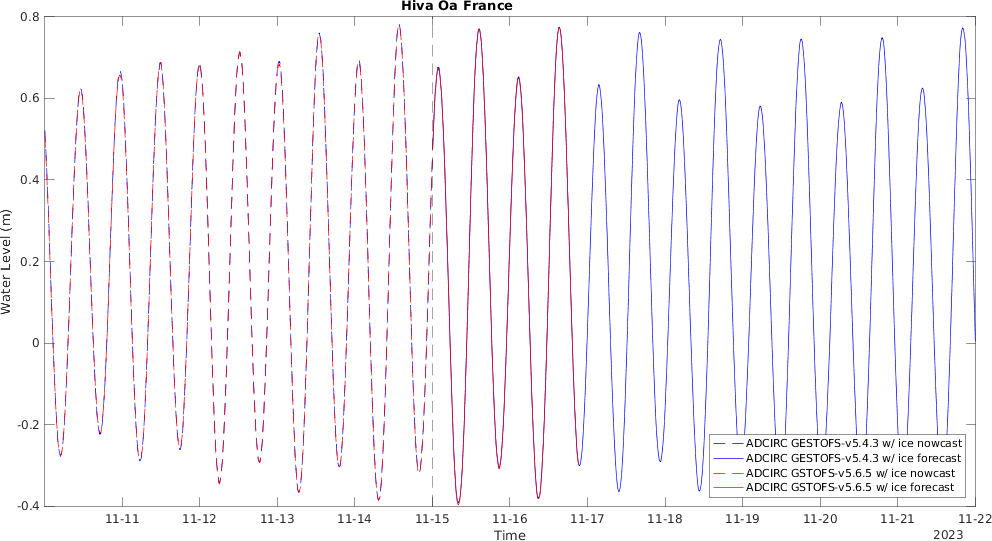 Hiva Oa France
0.8
0.6
0.4
0.2
0
-0.2
-0.4
Water Level (m)
ADCIRC GESTOFS-v5.4.3 w/ ice nowcast
ADCIRC GESTOFS-v5.4.3 w/ ice forecast
ADCIRC GSTOFS-v5.6.5 w/ ice nowcast
ADCIRC GSTOFS-v5.6.5 w/ ice forecast
11-11 11-12 11-13 11-14 11-15 11-16 11-17 11-18 11-19 11-20 11-21 11-22
Time
2023